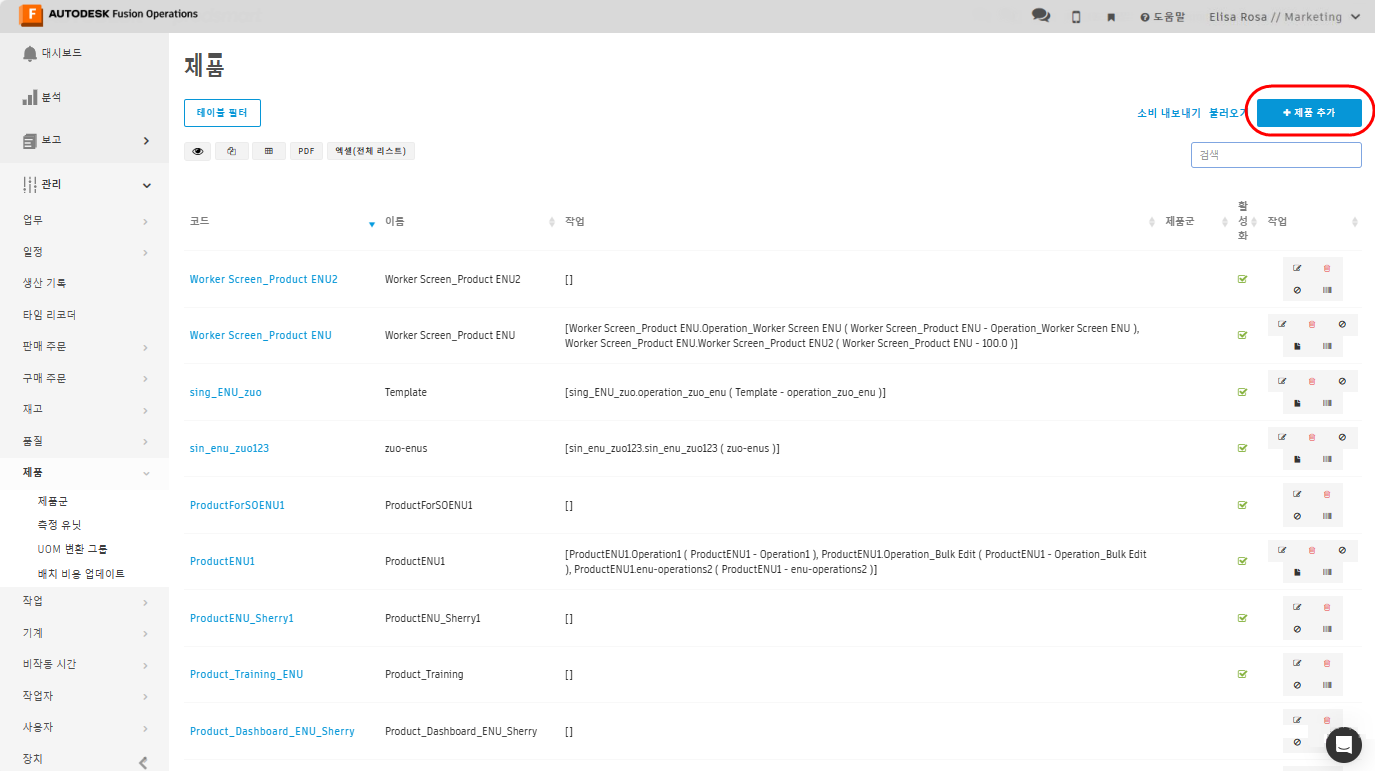 F AUTODESK Fusion Operations
도움말
Elisa Rosa // Marketing
대시보드
분석
보고
관리
업무
일정
생산 기록
타임 리코더
판매 주문
구매 주문
재고
품질
제품
제품군
측정 유닛
UOM 변환 그룹
배치 비용 업데이트
작업
기계
비작동 시간
작업자
사용자
장치
제품
테이블 필터
소비 내보내기 불러오기 + 제품 추가
PDF 엑셀(전체 리스트)
검색
코드 이름 작업 제품군 활성화 작업
Worker Screen_Product ENU2 Worker Screen_Product ENU2 []
Worker Screen_Product ENU Worker Screen_Product ENU [Worker Screen_Product ENU.Operation_Worker Screen ENU ( Worker Screen_Product ENU - Operation_Worker Screen ENU ),
Worker Screen_Product ENU.Worker Screen_Product ENU2 ( Worker Screen_Product ENU - 100.0 )]
sing_ENU_zuo Template [sing_ENU_zuo.operation_zuo_enu ( Template - operation_zuo_enu )]
sin_enu_zuo123 zuo-enus [sin_enu_zuo123.sin_enu_zuo123 ( zuo-enus )]
ProductForSOENU1 ProductForSOENU1 []
ProductENU1 ProductENU1 [ProductENU1.Operation1 ( ProductENU1 - Operation1 ), ProductENU1.Operation_Bulk Edit ( ProductENU1 - Operation_Bulk Edit
), ProductENU1.enu-operations2 ( ProductENU1 - enu-operations2 )]
ProductENU_Sherry1 ProductENU_Sherry1 []
Product_Training_ENU Product_Training []
Product_Dashboard_ENU_Sherry Product_Dashboard_ENU_Sherry []